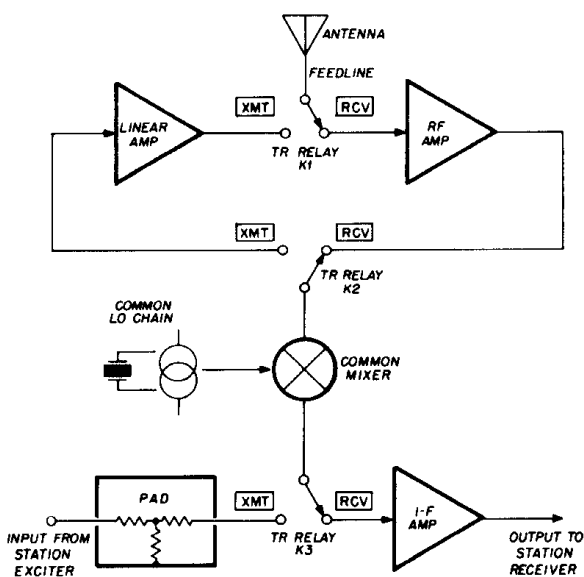 ANTENNA
FEEDLINE
XMT
RCV
LINEAR
AMP
TR RELAY
K1
RF
AMP
XMT
RCV
TR RELAY
K2
COMMON
LO CHAIN
COMMON
MIXER
PAD
XMT
RCV
I-F
AMP
INPUT FROM
STATION
EXCITER
TR RELAY
K3
OUTPUT TO
STATION
RECEIVER